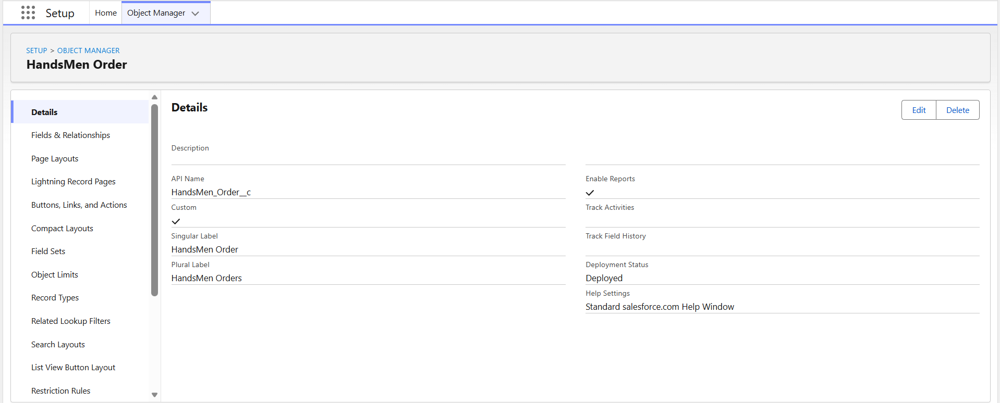 Setup
Home
Object Manager
SETUP > OBJECT MANAGER
HandsMen Order
Details
Fields & Relationships
Page Layouts
Lightning Record Pages
Buttons, Links, and Actions
Compact Layouts
Field Sets
Object Limits
Record Types
Related Lookup Filters
Search Layouts
List View Button Layout
Restriction Rules
Details
Edit
Delete
Description
API Name
HandsMen_Order__c
Custom
Singular Label
HandsMen Order
Plural Label
HandsMen Orders
Enable Reports
Track Activities
Track Field History
Deployment Status
Deployed
Help Settings
Standard salesforce.com Help Window